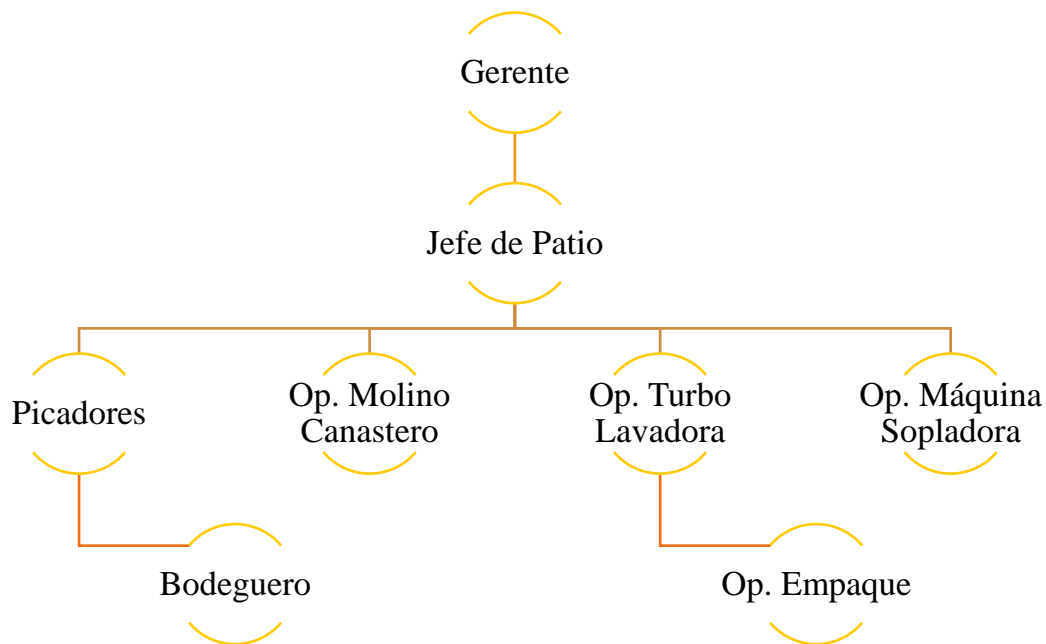 Gerente
Jefe de Patio
Picadores
Op. Molino
Canastero
Op. Turbo
Lavadora
Op. Máquina
Sopladora
Bodeguero
Op. Empaque